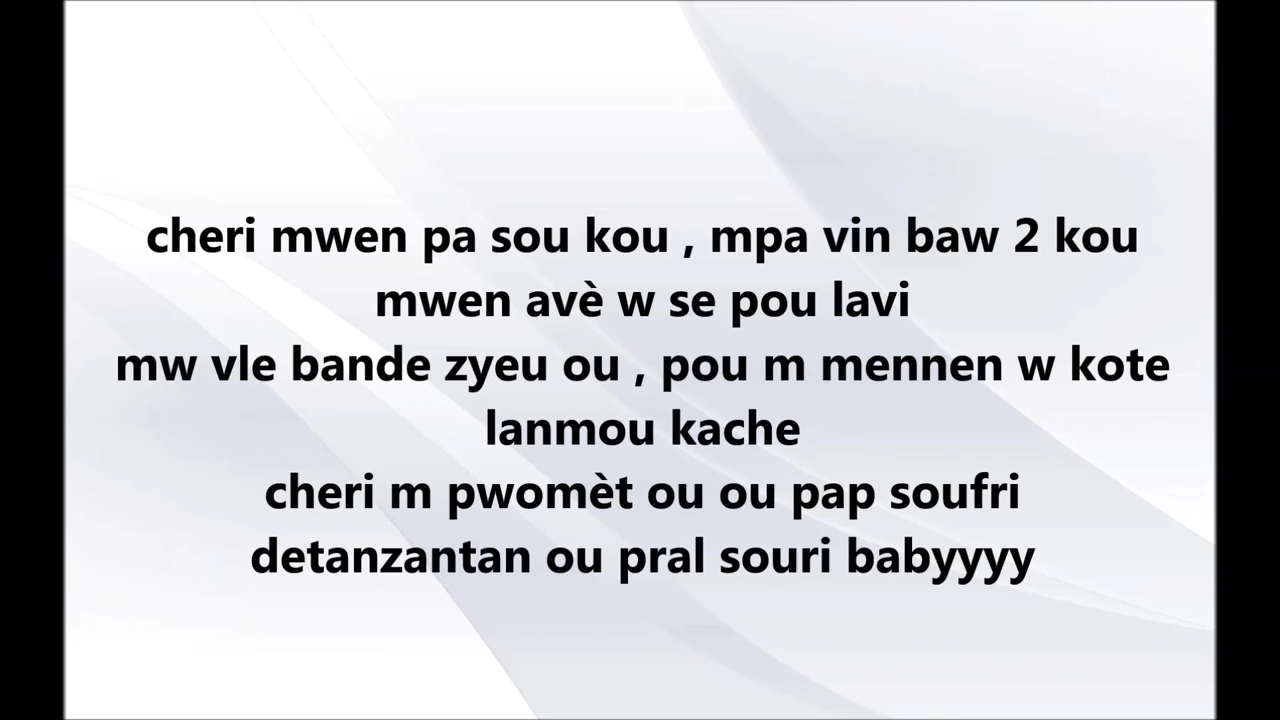 cheri mwen pa sou kou , mpa vin baw 2 kou
mwen avè w se pou lavi
mw vle bande zyeu ou , pou m mennen w kote
lanmou kache
cheri m pwomèt ou ou pap soufri
detanzantan ou pral souri babyyyy